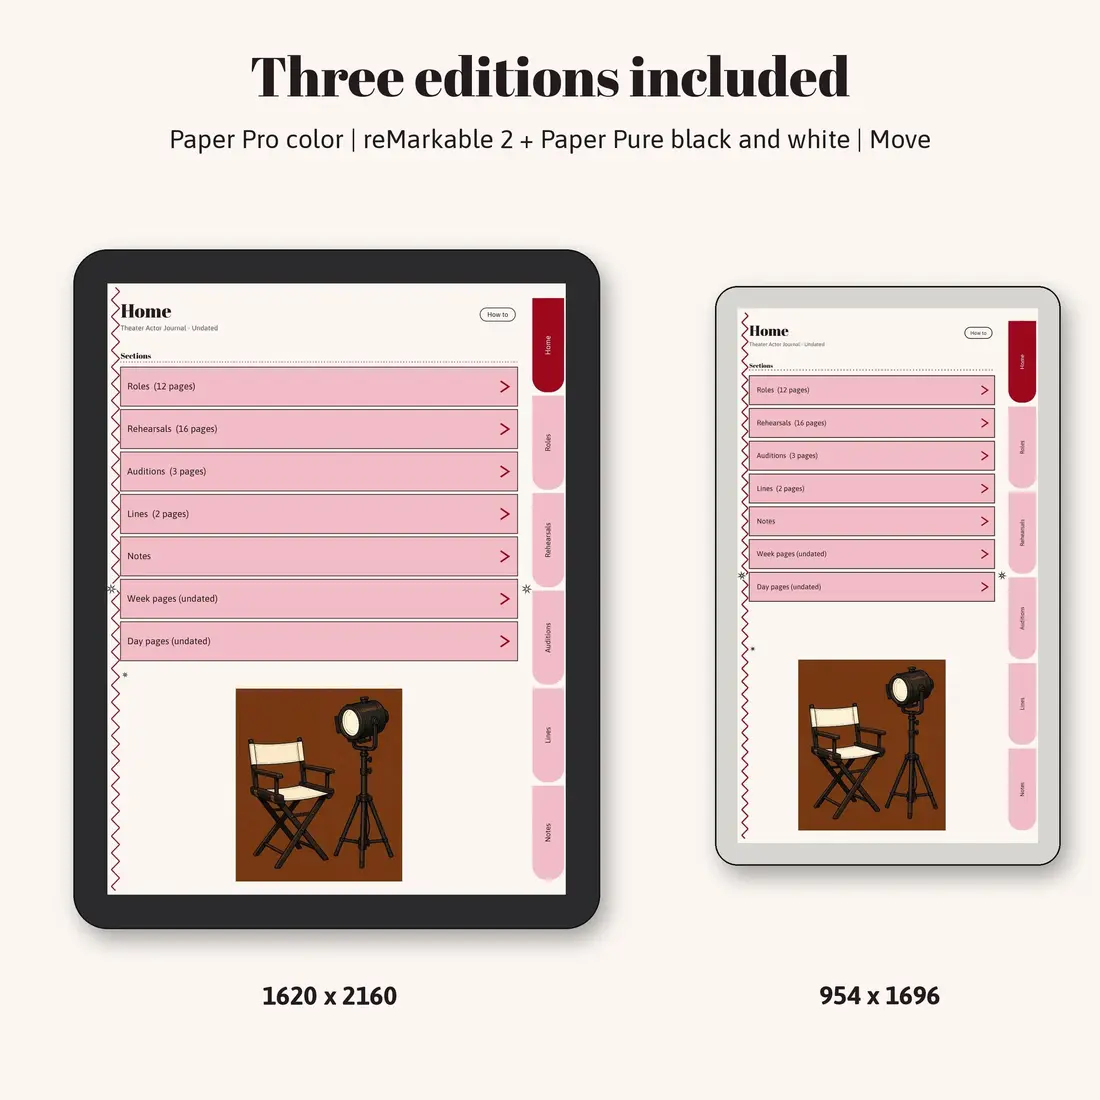 Three editions included
Paper Pro color | reMarkable 2 + Paper Pure black and white | Move
Home
How to
Theater Actor Journal - Undated
Sections
Roles (12 pages)
Rehearsals (16 pages)
Auditions (3 pages)
Lines (2 pages)
Notes
Week pages (undated)
Day pages (undated)
Home
Roles
Rehearsals
Auditions
Lines
Notes
1620 x 2160
Home
How to
Theater Actor Journal - Undated
Sections
Roles (12 pages)
Rehearsals (16 pages)
Auditions (3 pages)
Lines (2 pages)
Notes
Week pages (undated)
Day pages (undated)
Home
Roles
Rehearsals
Auditions
Lines
Notes
954 x 1696